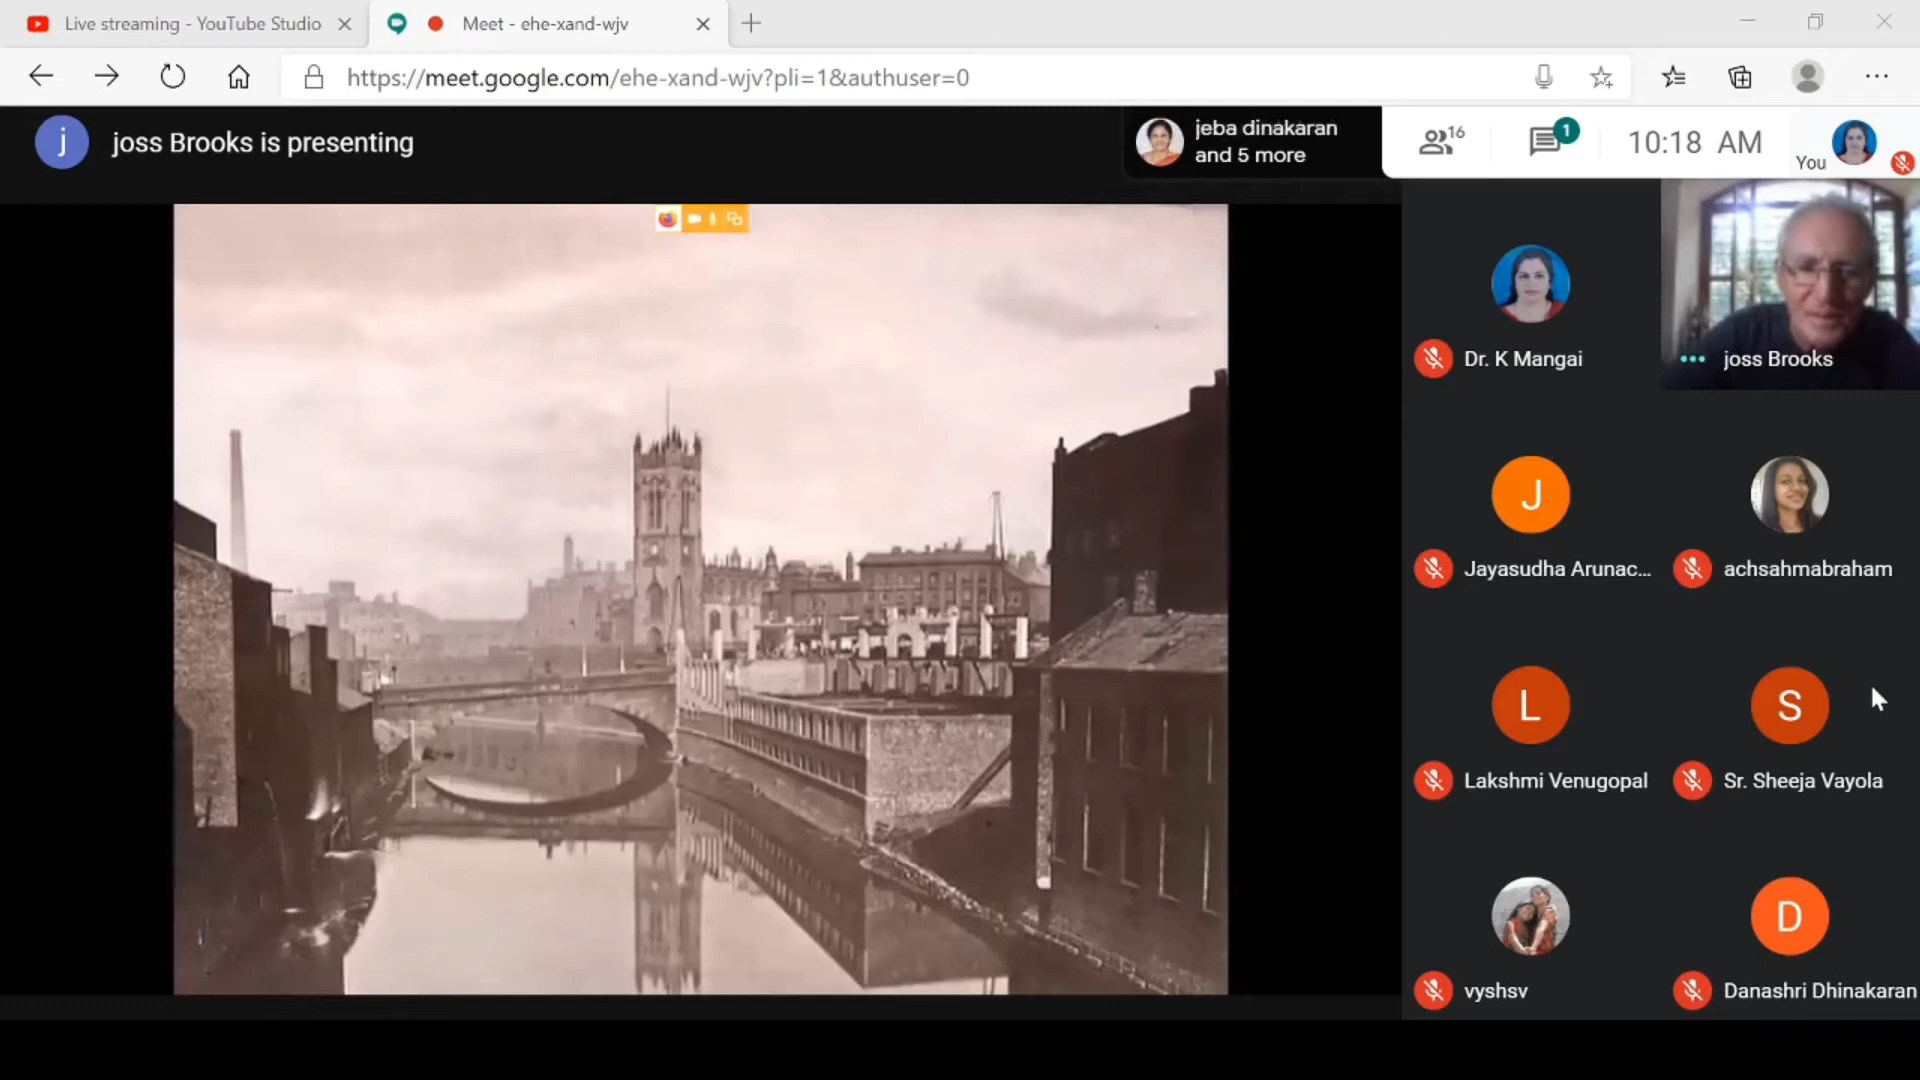 Live streaming - YouTube Studio
Meet - ehe-xand-wjv
https://meet.google.com/ehe-xand-wjv?pli=1&authuser=0
j
joss Brooks is presenting
jeba dinakaran
and 5 more
16
1
10:18 AM
You
Dr. K Mangai
joss Brooks
J
Jayasudha Arunac...
achsahmabraham
L
S
Lakshmi Venugopal
Sr. Sheeja Vayola
D
vyshsv
Danashri Dhinakaran